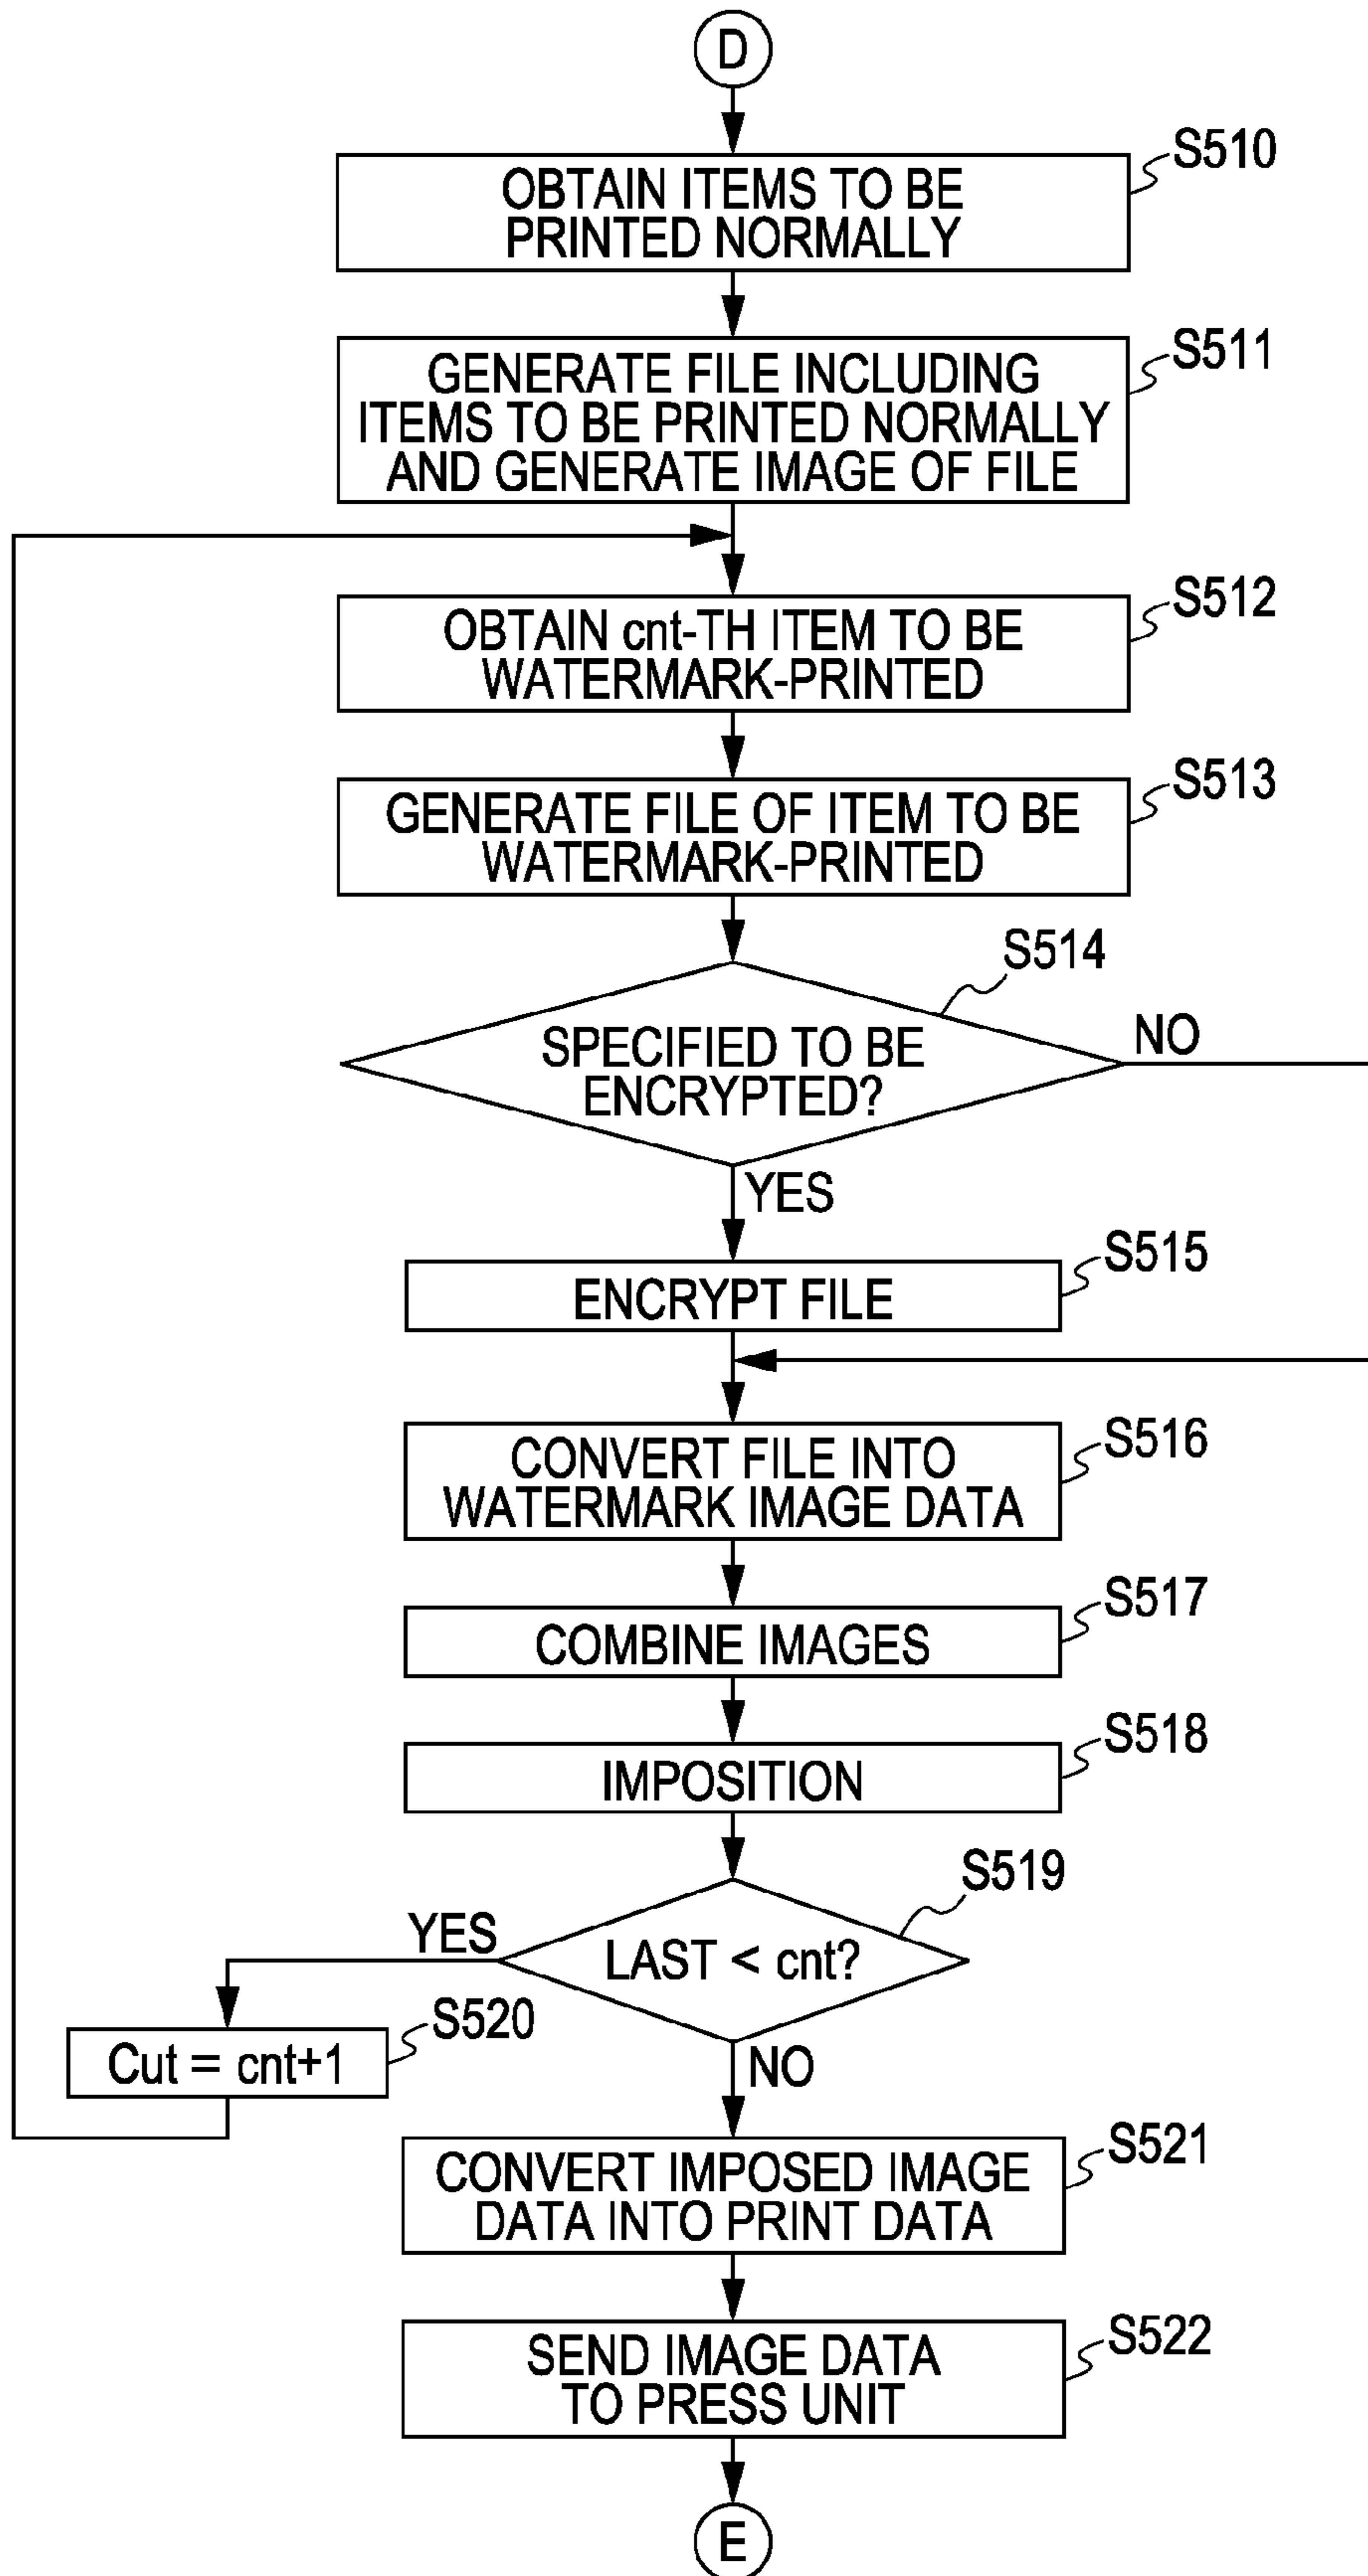 D
S510
OBTAIN ITEMS TO BE
PRINTED NORMALLY
S511
GENERATE FILE INCLUDING
ITEMS TO BE PRINTED NORMALLY
AND GENERATE IMAGE OF FILE
S512
OBTAIN cnt-TH ITEM TO BE
WATERMARK-PRINTED
S513
GENERATE FILE OF ITEM TO BE
WATERMARK-PRINTED
S514
SPECIFIED TO BE
ENCRYPTED?
NO
YES
S515
ENCRYPT FILE
S516
CONVERT FILE INTO
WATERMARK IMAGE DATA
S517
COMBINE IMAGES
S518
IMPOSITION
S519
LAST < cnt?
YES
S520
Cut = cnt+1
NO
S521
CONVERT IMPOSED IMAGE
DATA INTO PRINT DATA
S522
SEND IMAGE DATA
TO PRESS UNIT
E